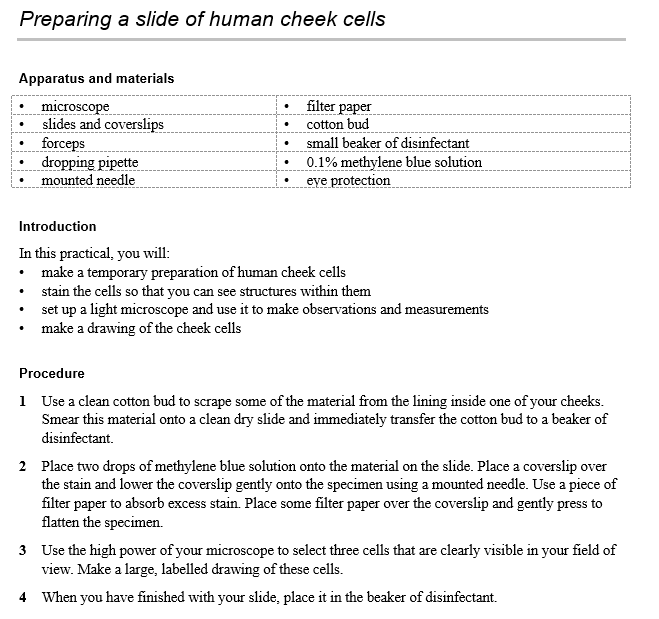 Preparing a slide of human cheek cells
Apparatus and materials
• microscope
• slides and coverslips
• forceps
• dropping pipette
• mounted needle
• filter paper
• cotton bud
• small beaker of disinfectant
• 0.1% methylene blue solution
• eye protection
Introduction
In this practical, you will:
• make a temporary preparation of human cheek cells
• stain the cells so that you can see structures within them
• set up a light microscope and use it to make observations and measurements
• make a drawing of the cheek cells
Procedure
1 Use a clean cotton bud to scrape some of the material from the lining inside one of your cheeks.
Smear this material onto a clean dry slide and immediately transfer the cotton bud to a beaker of
disinfectant.
2 Place two drops of methylene blue solution onto the material on the slide. Place a coverslip over
the stain and lower the coverslip gently onto the specimen using a mounted needle. Use a piece of
filter paper to absorb excess stain. Place some filter paper over the coverslip and gently press to
flatten the specimen.
3 Use the high power of your microscope to select three cells that are clearly visible in your field of
view. Make a large, labelled drawing of these cells.
4 When you have finished with your slide, place it in the beaker of disinfectant.